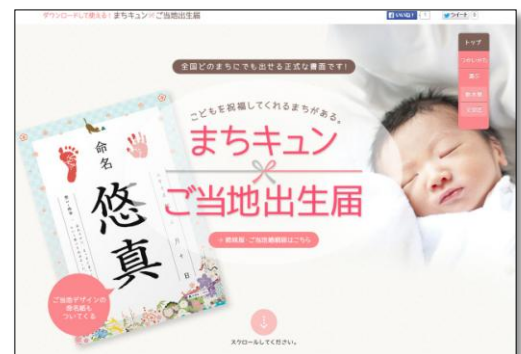 ダウンロードして使える！まちキュン×ご当地出生届
ツイート
全国どのまちにでも出せる正式な書面です！
トップ
こどもを祝福してくれるまちがある。
まちキュン
ご当地出生届
命名
悠真
日
ご当地デザインの
命名紙も
ついてくる
スクロールしてください。